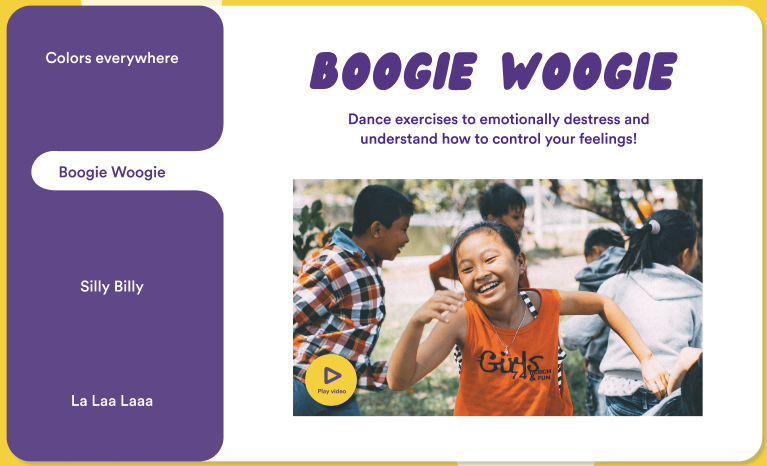 Colors everywhere
Boogie Woogie
Silly Billy
La Laa Laaa
BOOGIE WOOGIE
Dance exercises to emotionally destress and
understand how to control your feelings!
Girls
& FUN
Play video